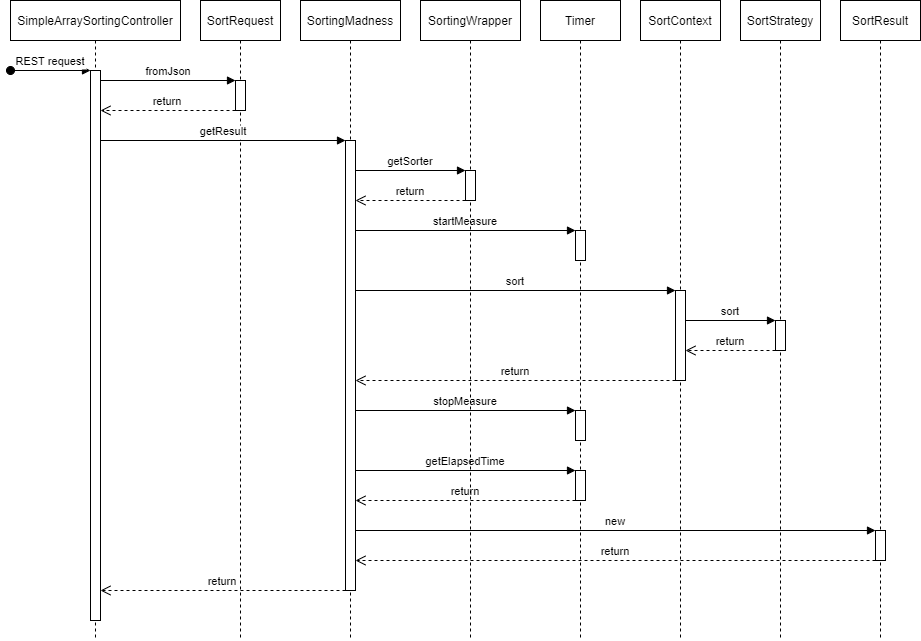 SimpleArraySortingController
SortRequest
SortingMadness
SortingWrapper
Timer
SortContext
SortStrategy
SortResult
REST request
fromJson
return
getResult
getSorter
return
startMeasure
sort
sort
return
return
stopMeasure
getElapsedTime
return
new
return
return